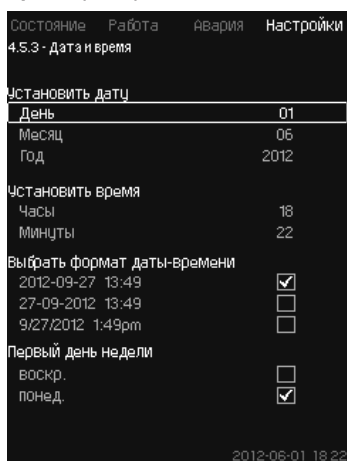 Состояние Работа Авария Настройки
4.5.3 - Дата и время
Установить дату
День 01
Месяц 06
Год 2012
Установить время
Часы 18
Минуты 22
Выбрать формат даты-времени
2012-09-27 13:49
27-09-2012 13:49
9/27/2012 1:49pm
Первый день недели
воскр.
понед.
2012-06-01 18:22